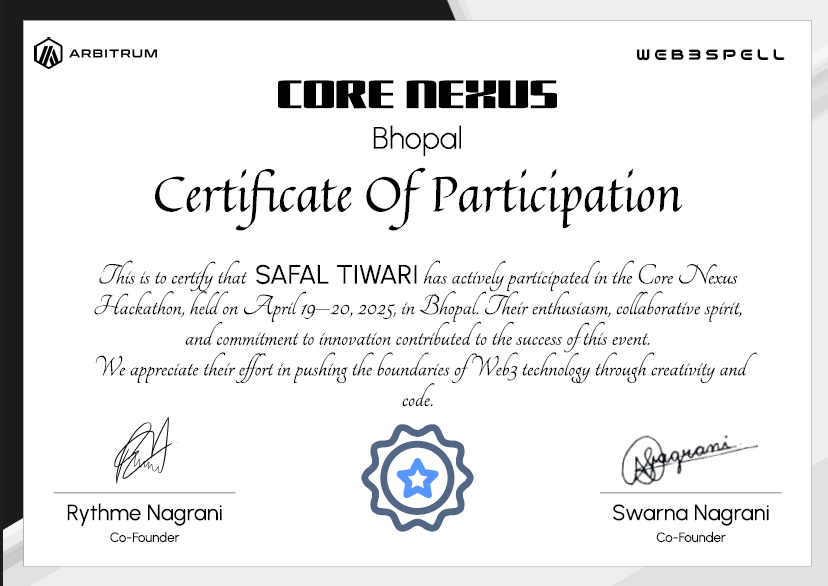 ARBITRUM
WEB3SPELL
CORE NEXUS
Bhopal
Certificate Of Participation
This is to certify that SAFAL TIWARI has actively participated in the Core Nexus
Hackathon, held on April 19–20, 2025, in Bhopal. Their enthusiasm, collaborative spirit,
and commitment to innovation contributed to the success of this event.
We appreciate their effort in pushing the boundaries of Web3 technology through creativity and
code.
Nagrani
Rythme Nagrani
Swarna Nagrani
Co-Founder
Co-Founder